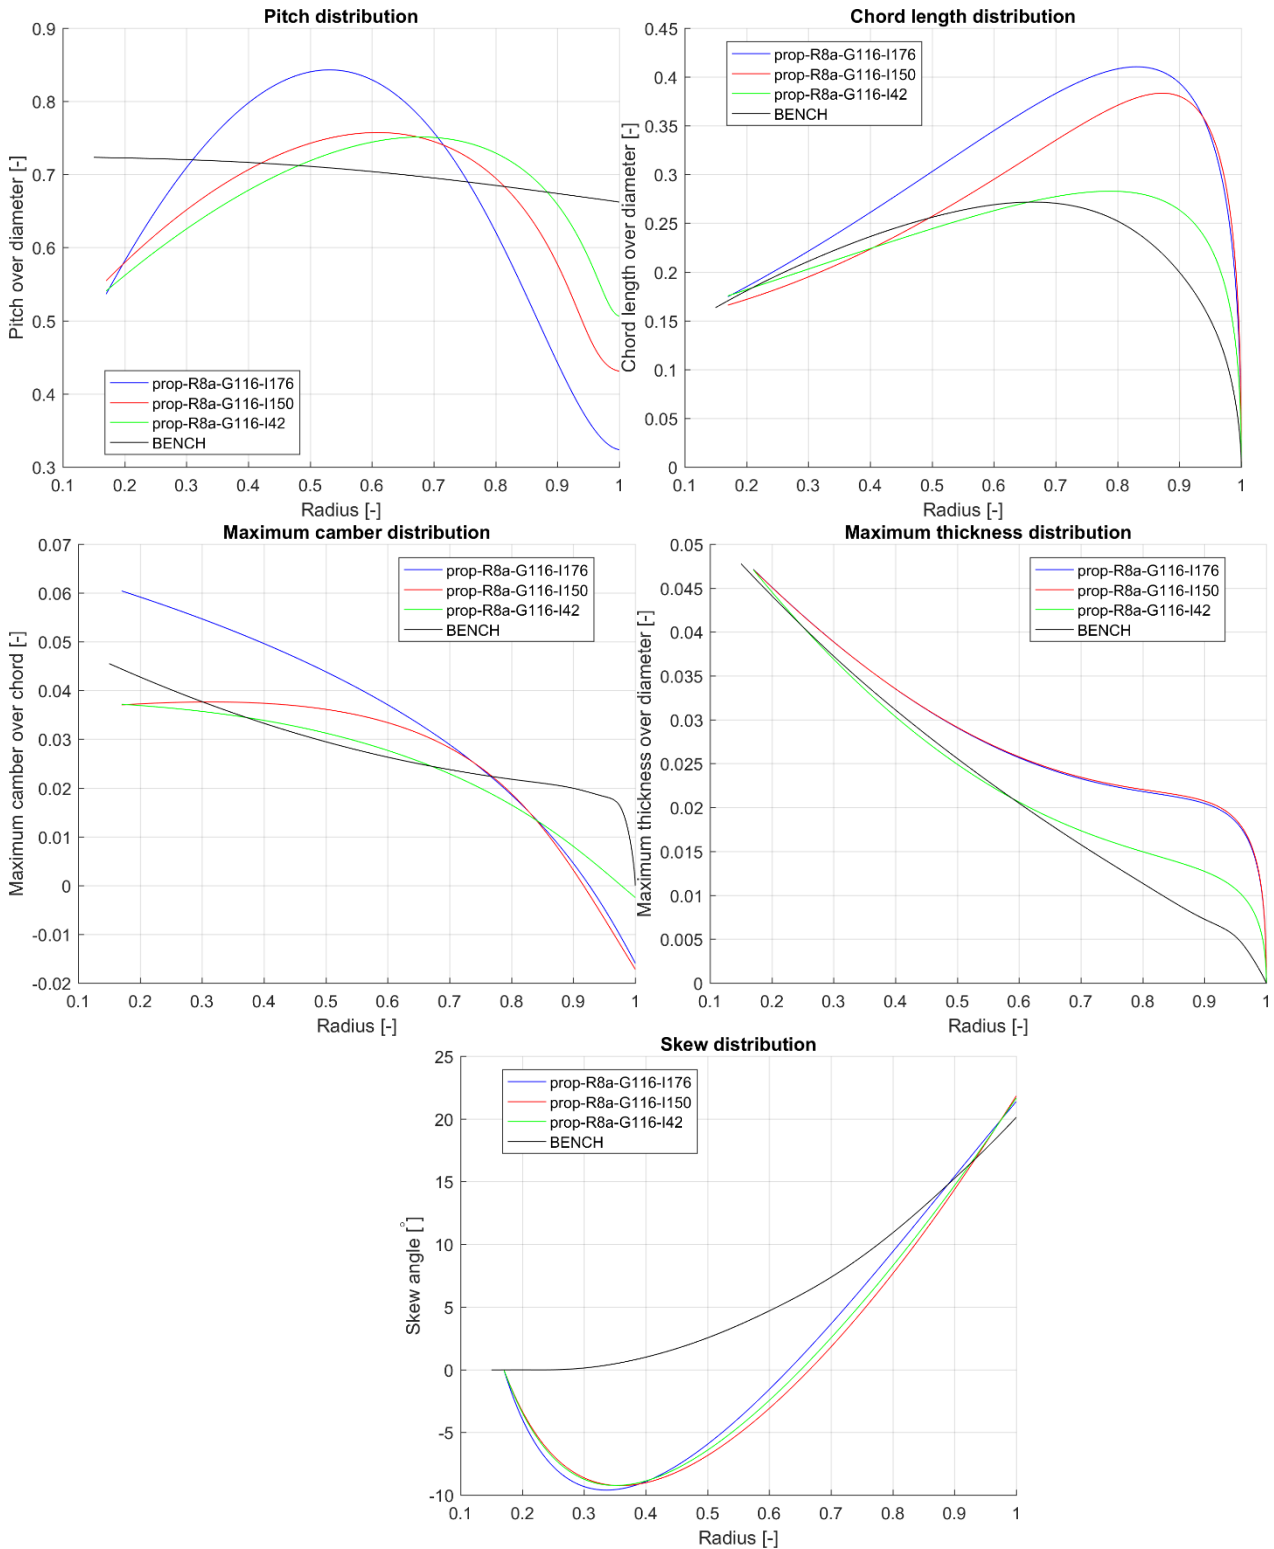 Pitch distribution
0.9
0.8
0.7
0.6
0.5
0.4
0.3
Pitch over diameter [-]
prop-R8a-G116-I176
prop-R8a-G116-I150
prop-R8a-G116-I42
BENCH
0.1 0.2 0.3 0.4 0.5 0.6 0.7 0.8 0.9 1
Radius [-]
Chord length distribution
0.45
0.4
0.35
0.3
0.25
0.2
0.15
0.1
0.05
0
Chord length over diameter [-]
prop-R8a-G116-I176
prop-R8a-G116-I150
prop-R8a-G116-I42
BENCH
0.1 0.2 0.3 0.4 0.5 0.6 0.7 0.8 0.9 1
Radius [-]
Maximum camber distribution
0.07
0.06
0.05
0.04
0.03
0.02
0.01
0
-0.01
-0.02
Maximum camber over chord [-]
prop-R8a-G116-I176
prop-R8a-G116-I150
prop-R8a-G116-I42
BENCH
0.1 0.2 0.3 0.4 0.5 0.6 0.7 0.8 0.9 1
Radius [-]
Maximum thickness distribution
0.05
0.045
0.04
0.035
0.03
0.025
0.02
0.015
0.01
0.005
0
Maximum thickness over diameter [-]
prop-R8a-G116-I176
prop-R8a-G116-I150
prop-R8a-G116-I42
BENCH
0.1 0.2 0.3 0.4 0.5 0.6 0.7 0.8 0.9 1
Radius [-]
Skew distribution
25
20
15
10
5
0
-5
-10
Skew angle [°]
prop-R8a-G116-I176
prop-R8a-G116-I150
prop-R8a-G116-I42
BENCH
0.1 0.2 0.3 0.4 0.5 0.6 0.7 0.8 0.9 1
Radius [-]